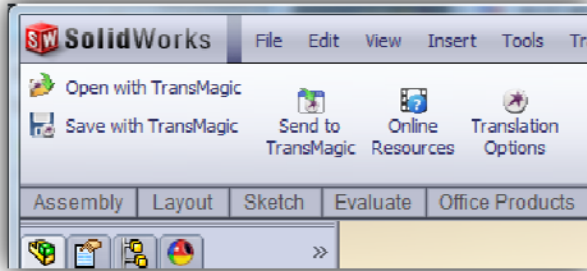 SolidWorks File Edit View Insert Tools
Open with TransMagic
Save with TransMagic
Send to
TransMagic
Online
Resources
Translation
Options
Assembly Layout Sketch Evaluate Office Products